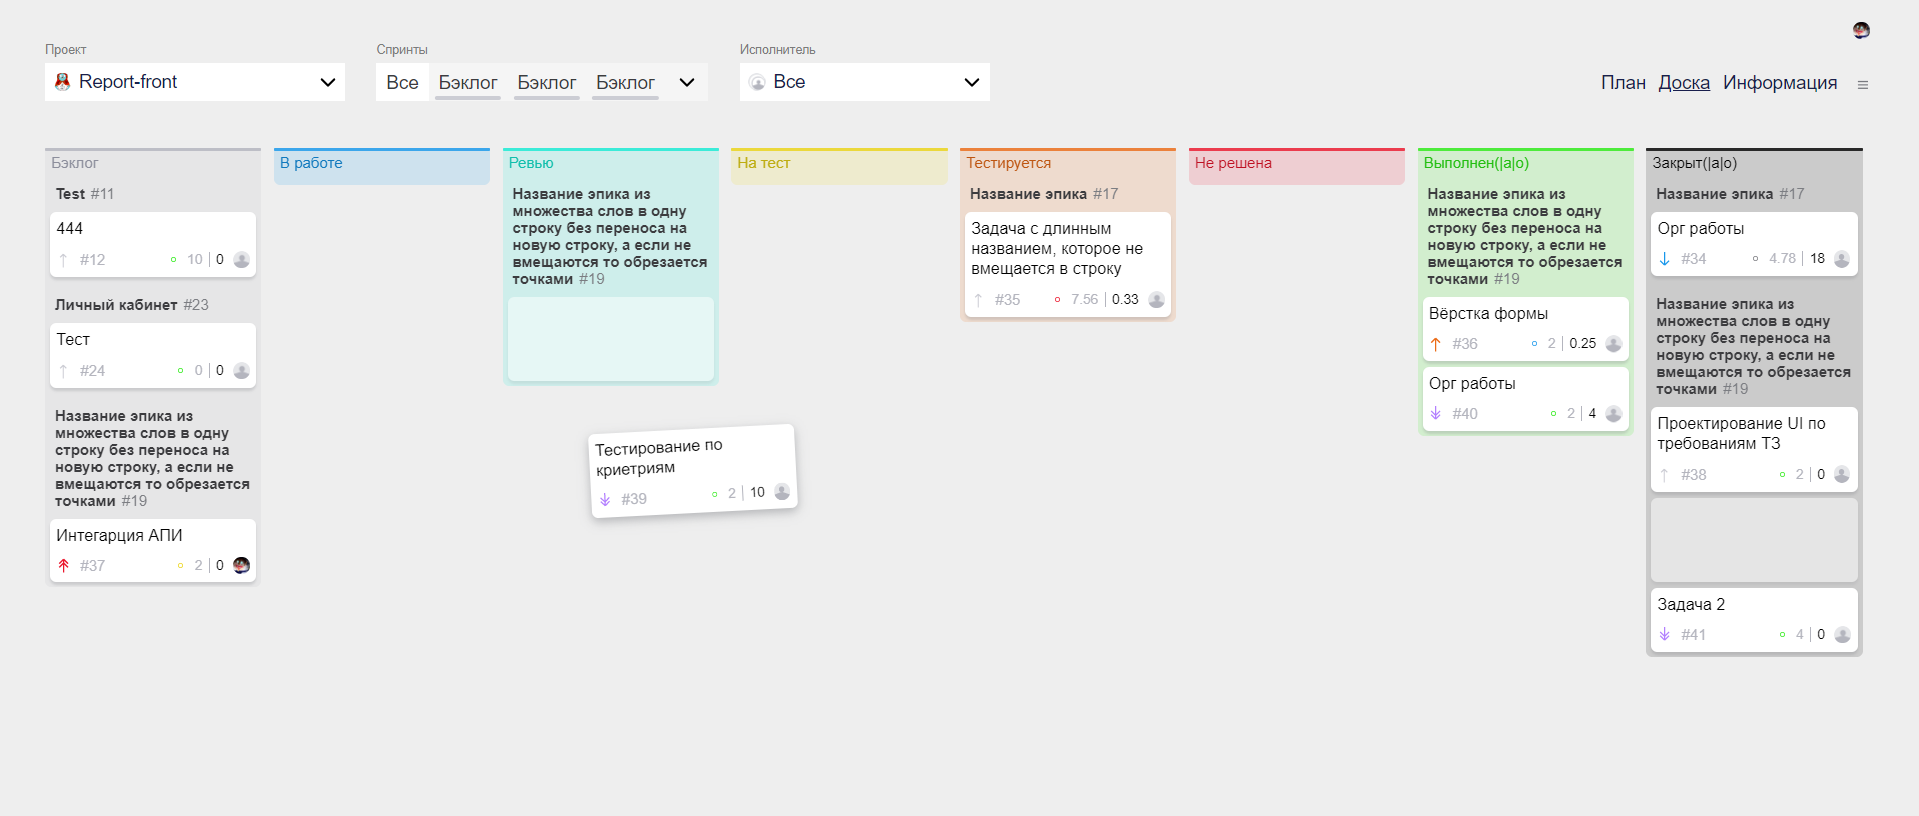 Проект
Report-front
Спринты
Все Бэклог Бэклог Бэклог
Исполнитель
Все
План Доска Информация
Бэклог
Test #11
444
#12 10 | 0
Личный кабинет #23
Тест
#24 0 | 0
Название эпика из
множества слов в одну
строку без переноса на
новую строку, а если не
вмещаются то обрезается
точками #19
Интегарция АПИ
#37 2 | 0
В работе
Ревью
Название эпика из
множества слов в одну
строку без переноса на
новую строку, а если не
вмещаются то обрезается
точками #19
Тестирование по
криетриям
#39 2 | 10
На тест
Тестируется
Название эпика #17
Задача с длинным
названием, которое не
вмещается в строку
#35 7.56 | 0.33
Не решена
Выполнен(|a|o)
Название эпика из
множества слов в одну
строку без переноса на
новую строку, а если не
вмещаются то обрезается
точками #19
Вёрстка формы
#36 2 | 0.25
Орг работы
#40 2 | 4
Закрыт(|a|o)
Название эпика #17
Орг работы
#34 4.78 | 18
Название эпика из
множества слов в одну
строку без переноса на
новую строку, а если не
вмещаются то обрезается
точками #19
Проектирование UI по
требованиям ТЗ
#38 2 | 0
Задача 2
#41 4 | 0